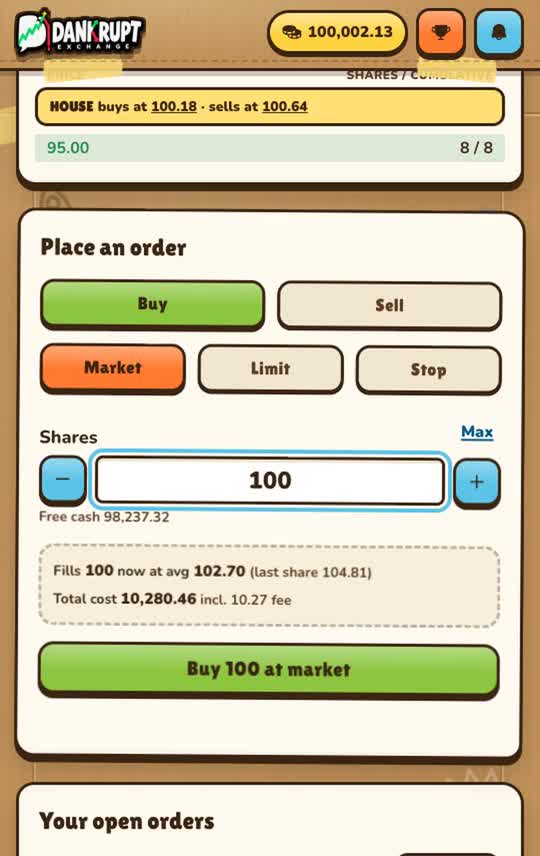 DANKRUPT
EXCHANGE
100,002.13
PRICE
SHARES / CUMULATIVE
HOUSE buys at 100.18 · sells at 100.64
95.00
8 / 8
Place an order
Buy
Sell
Market
Limit
Stop
Shares
Max
−
100
+
Free cash 98,237.32
Fills 100 now at avg 102.70 (last share 104.81)
Total cost 10,280.46 incl. 10.27 fee
Buy 100 at market
Your open orders